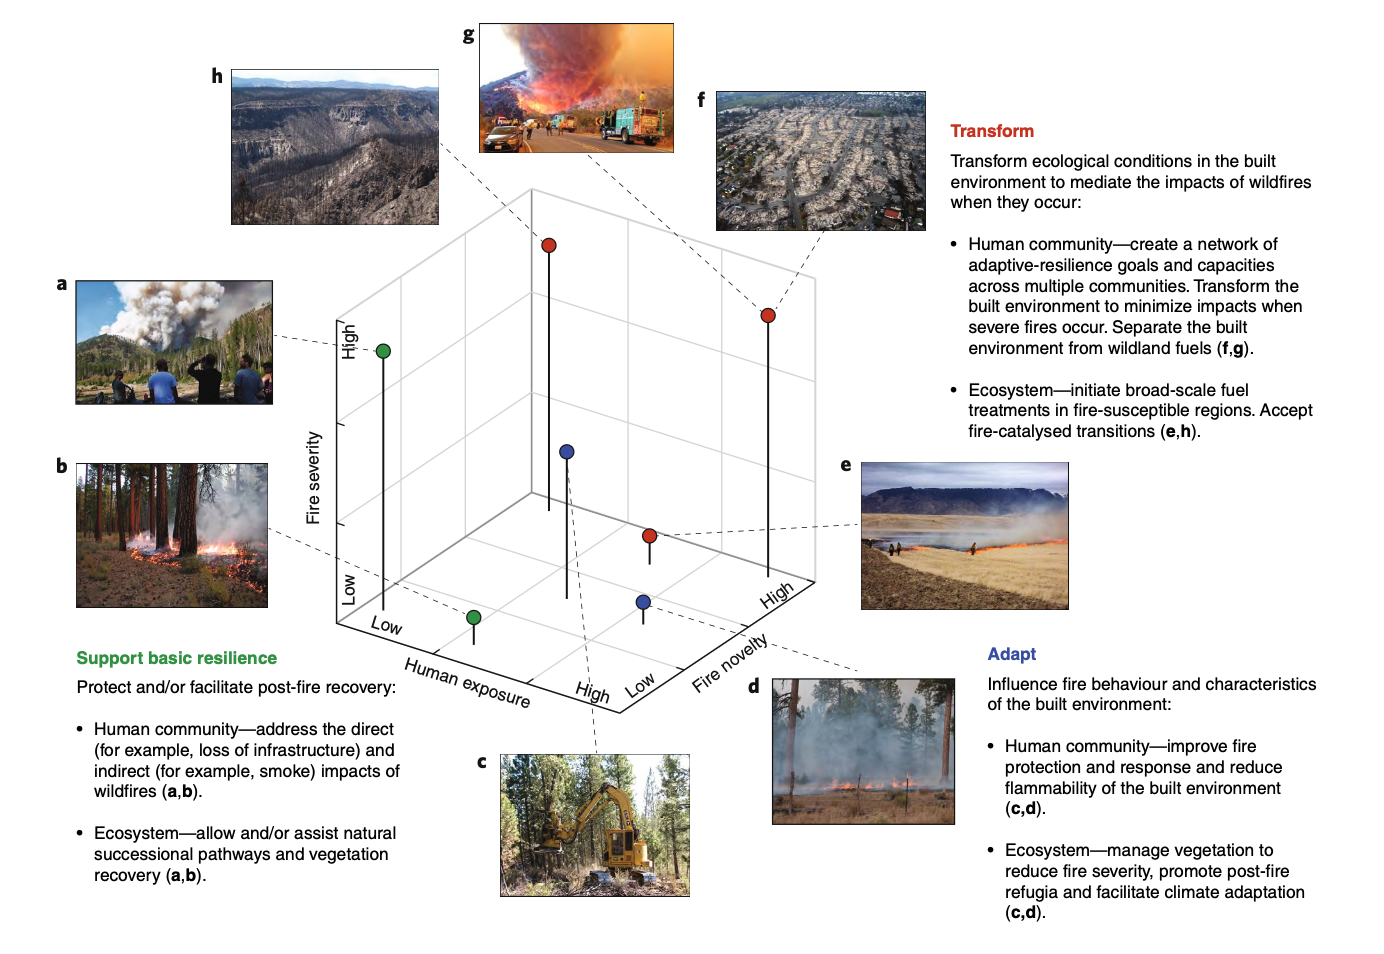 g
h
f
Transform
Transform ecological conditions in the built
environment to mediate the impacts of wildfires
when they occur:
• Human community—create a network of
adaptive-resilience goals and capacities
across multiple communities. Transform the
built environment to minimize impacts when
severe fires occur. Separate the built
environment from wildland fuels (f,g).
• Ecosystem—initiate broad-scale fuel
treatments in fire-susceptible regions. Accept
fire-catalysed transitions (e,h).
a
High
Fire severity
Low
b
e
Low
Human exposure
High
Low
Fire novelty
High
Support basic resilience
Protect and/or facilitate post-fire recovery:
• Human community—address the direct
(for example, loss of infrastructure) and
indirect (for example, smoke) impacts of
wildfires (a,b).
• Ecosystem—allow and/or assist natural
successional pathways and vegetation
recovery (a,b).
c
d
Adapt
Influence fire behaviour and characteristics
of the built environment:
• Human community—improve fire
protection and response and reduce
flammability of the built environment
(c,d).
• Ecosystem—manage vegetation to
reduce fire severity, promote post-fire
refugia and facilitate climate adaptation
(c,d).